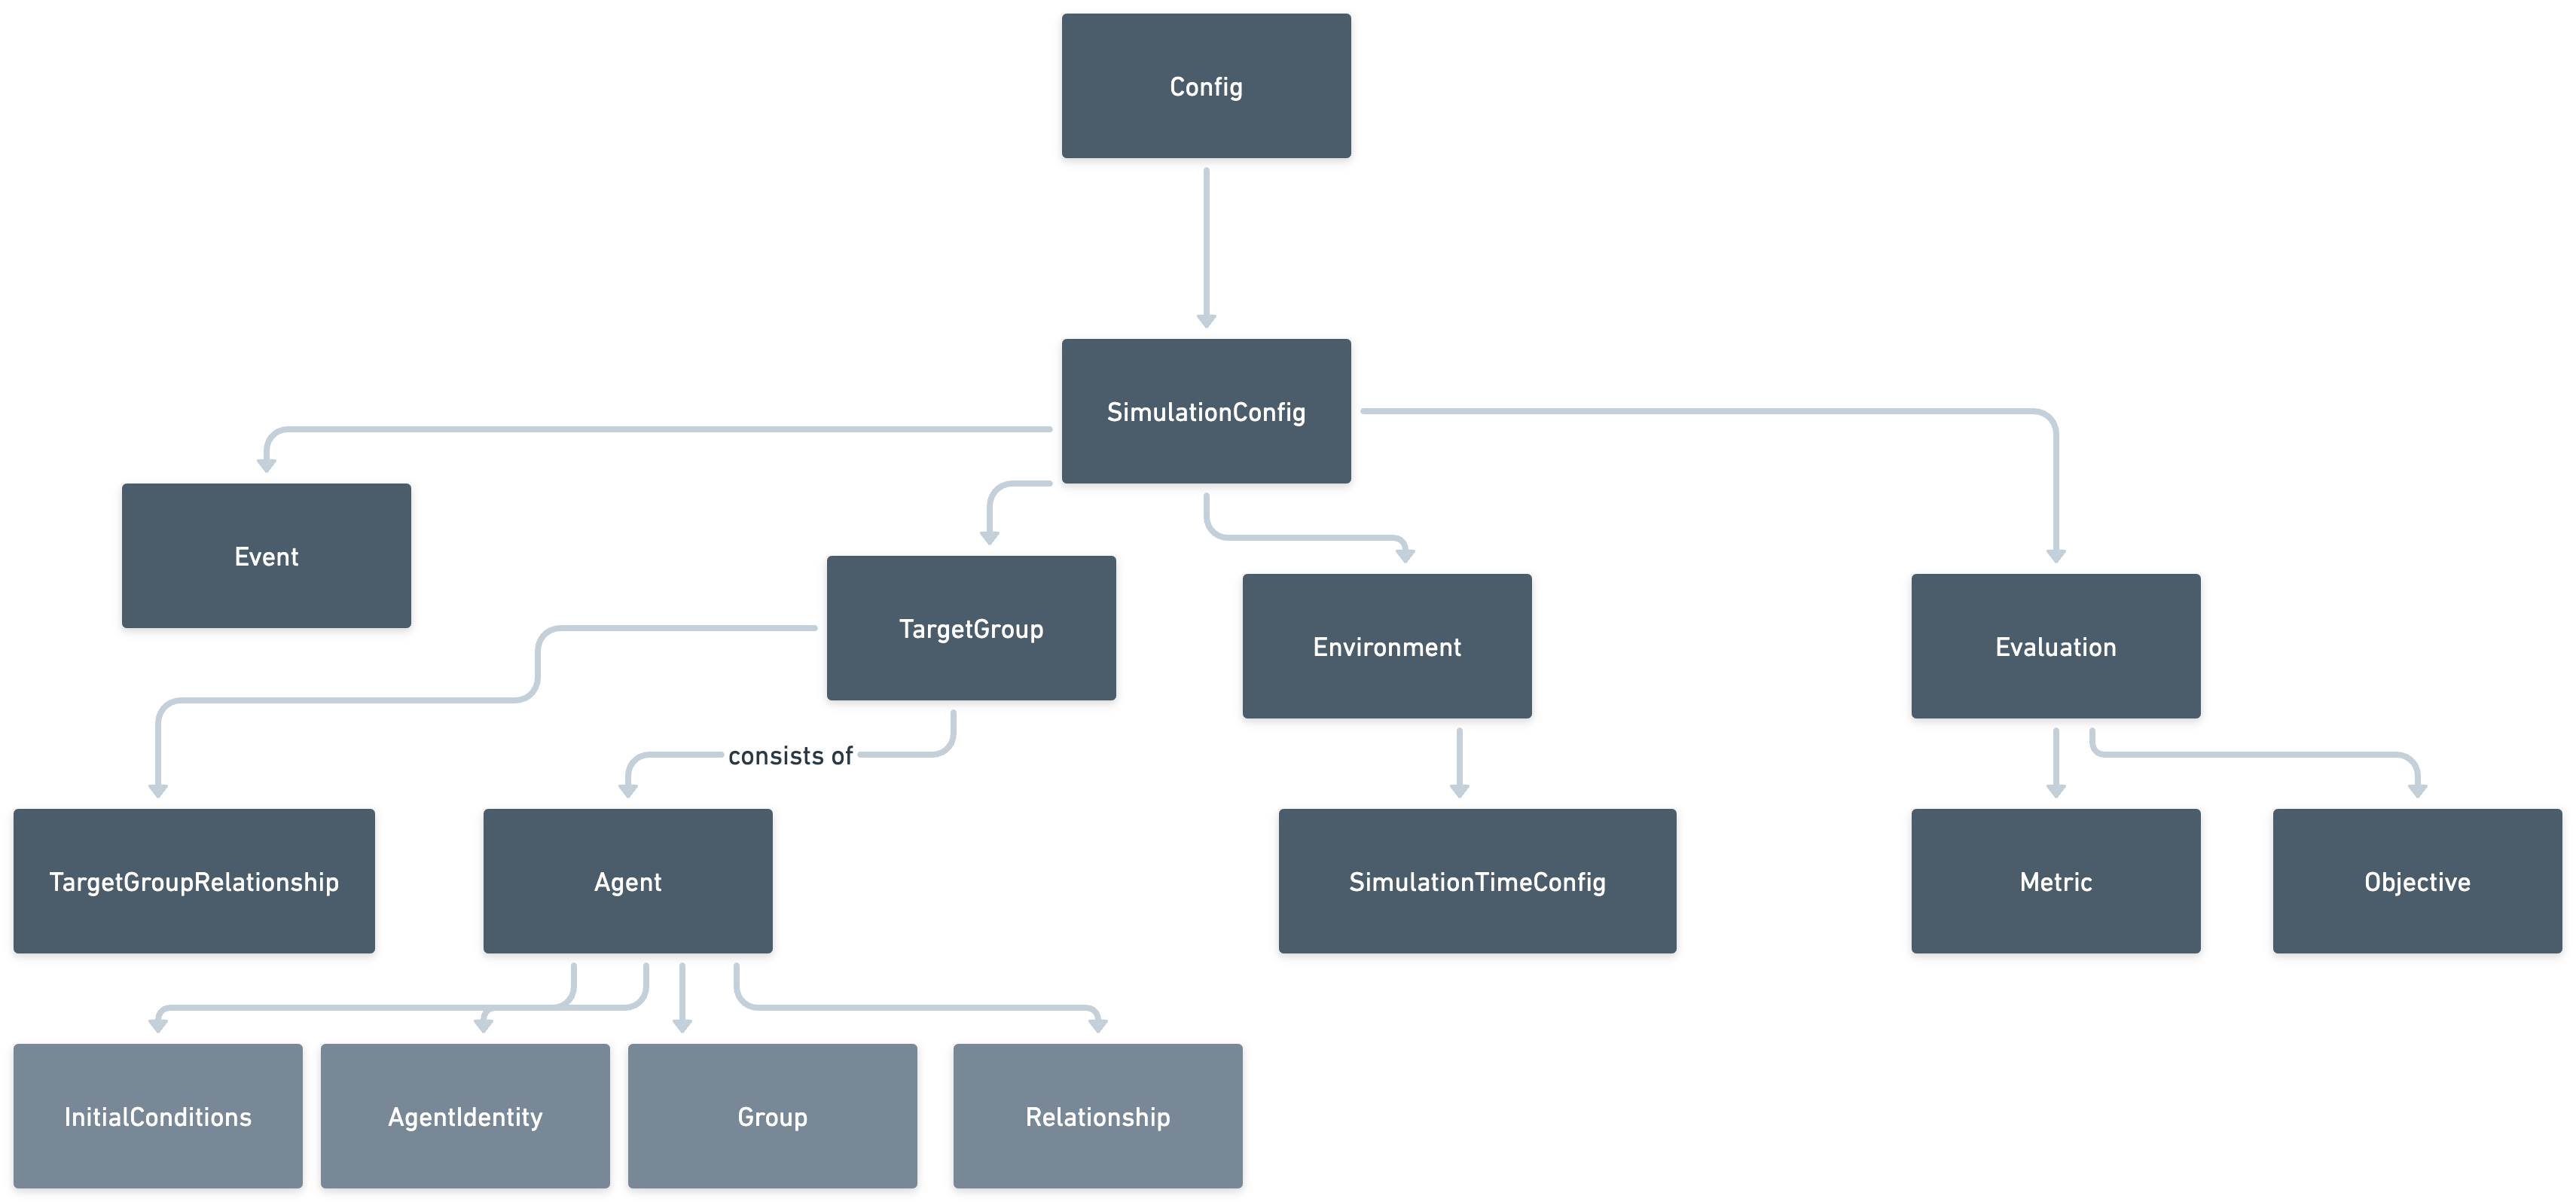 Config
SimulationConfig
Event
TargetGroup
Environment
Evaluation
consists of
TargetGroupRelationship
Agent
SimulationTimeConfig
Metric
Objective
InitialConditions
AgentIdentity
Group
Relationship